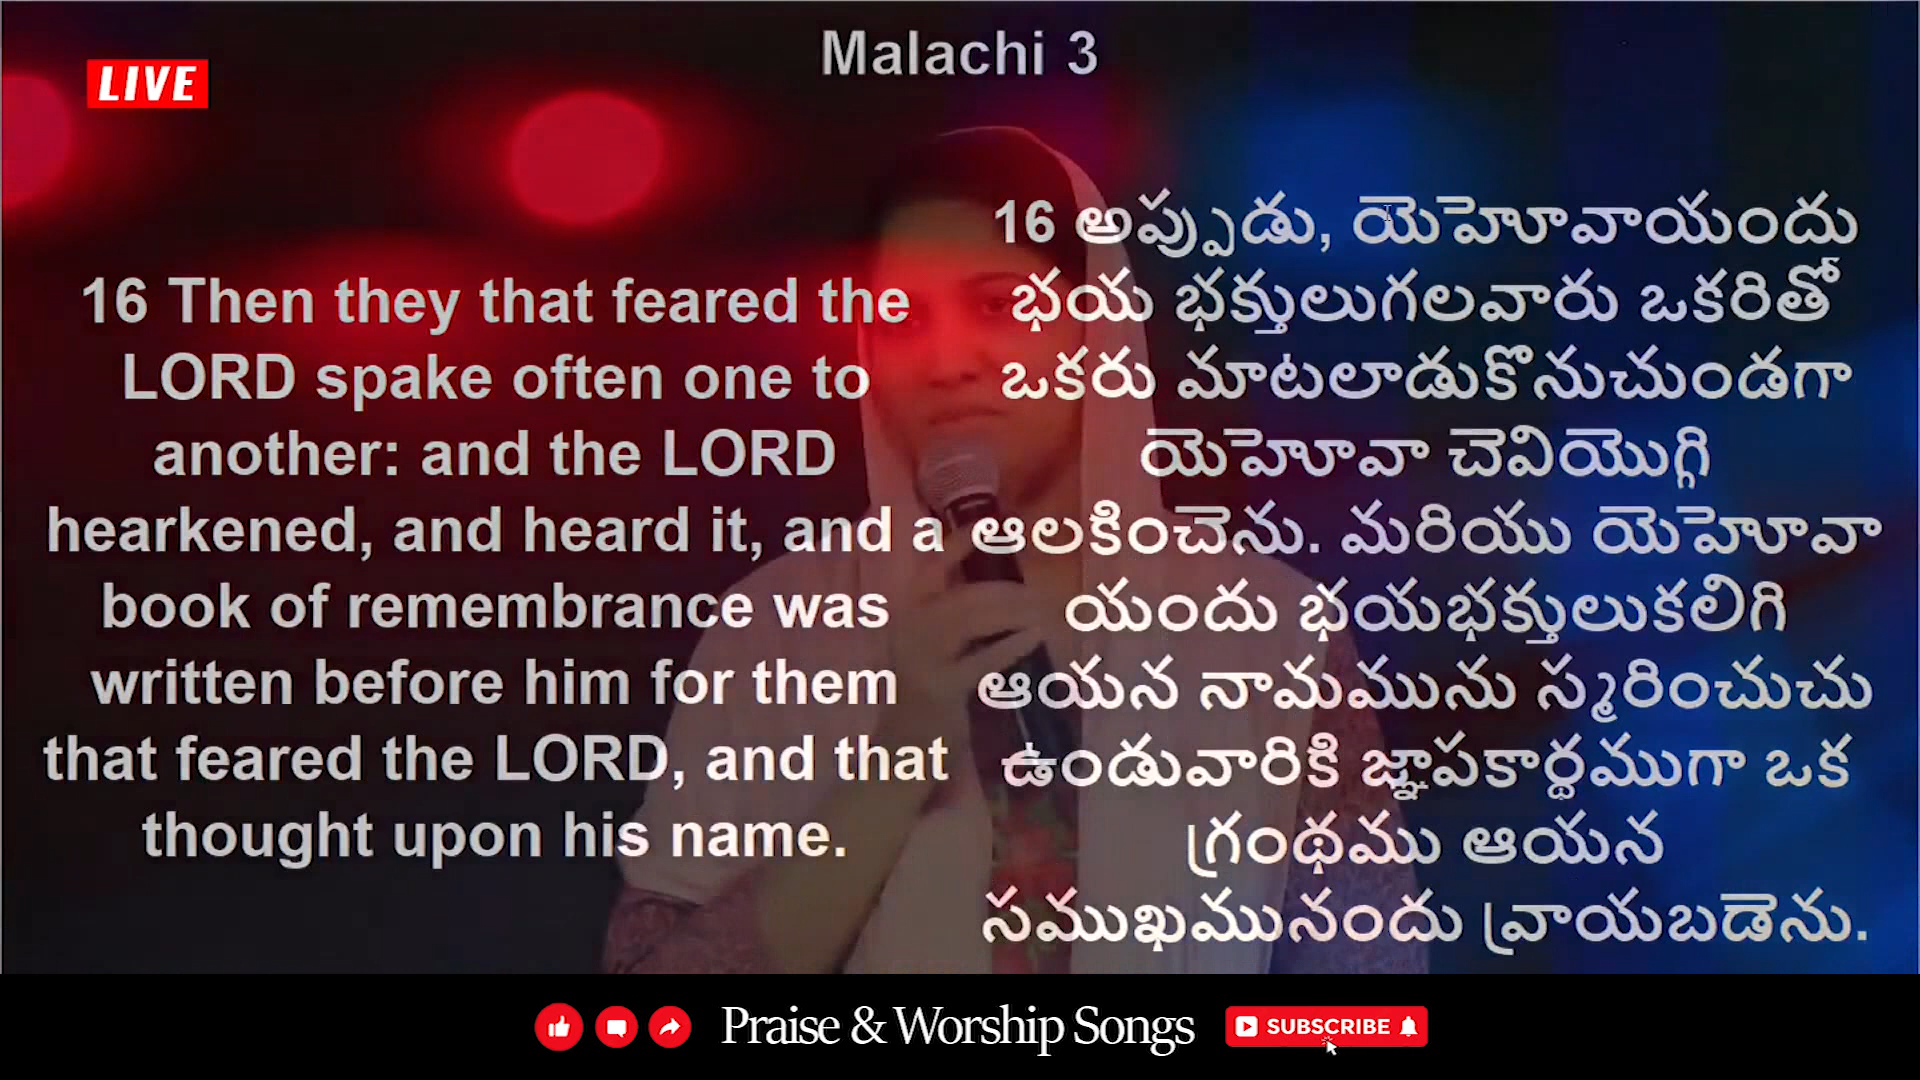 Malachi 3
LIVE
16 Then they that feared the
LORD spake often one to
another: and the LORD
hearkened, and heard it, and a
book of remembrance was
written before him for them
that feared the LORD, and that
thought upon his name.
16 అప్పుడు, యెహెూవాయందు
భయ భక్తులుగలవారు ఒకరితో
ఒకరు మాటలాడుకొనుచుండగా
యెహెూవా చెవియొగ్గి
ఆలకించెను. మరియు యెహెూవా
యందు భయభక్తులుకలిగి
ఆయన నామమును స్మరించుచు
ఉండువారికి జ్ఞాపకార్థముగా ఒక
గ్రంథము ఆయన
సముఖమునందు వ్రాయబడెను.
Praise & Worship Songs
SUBSCRIBE